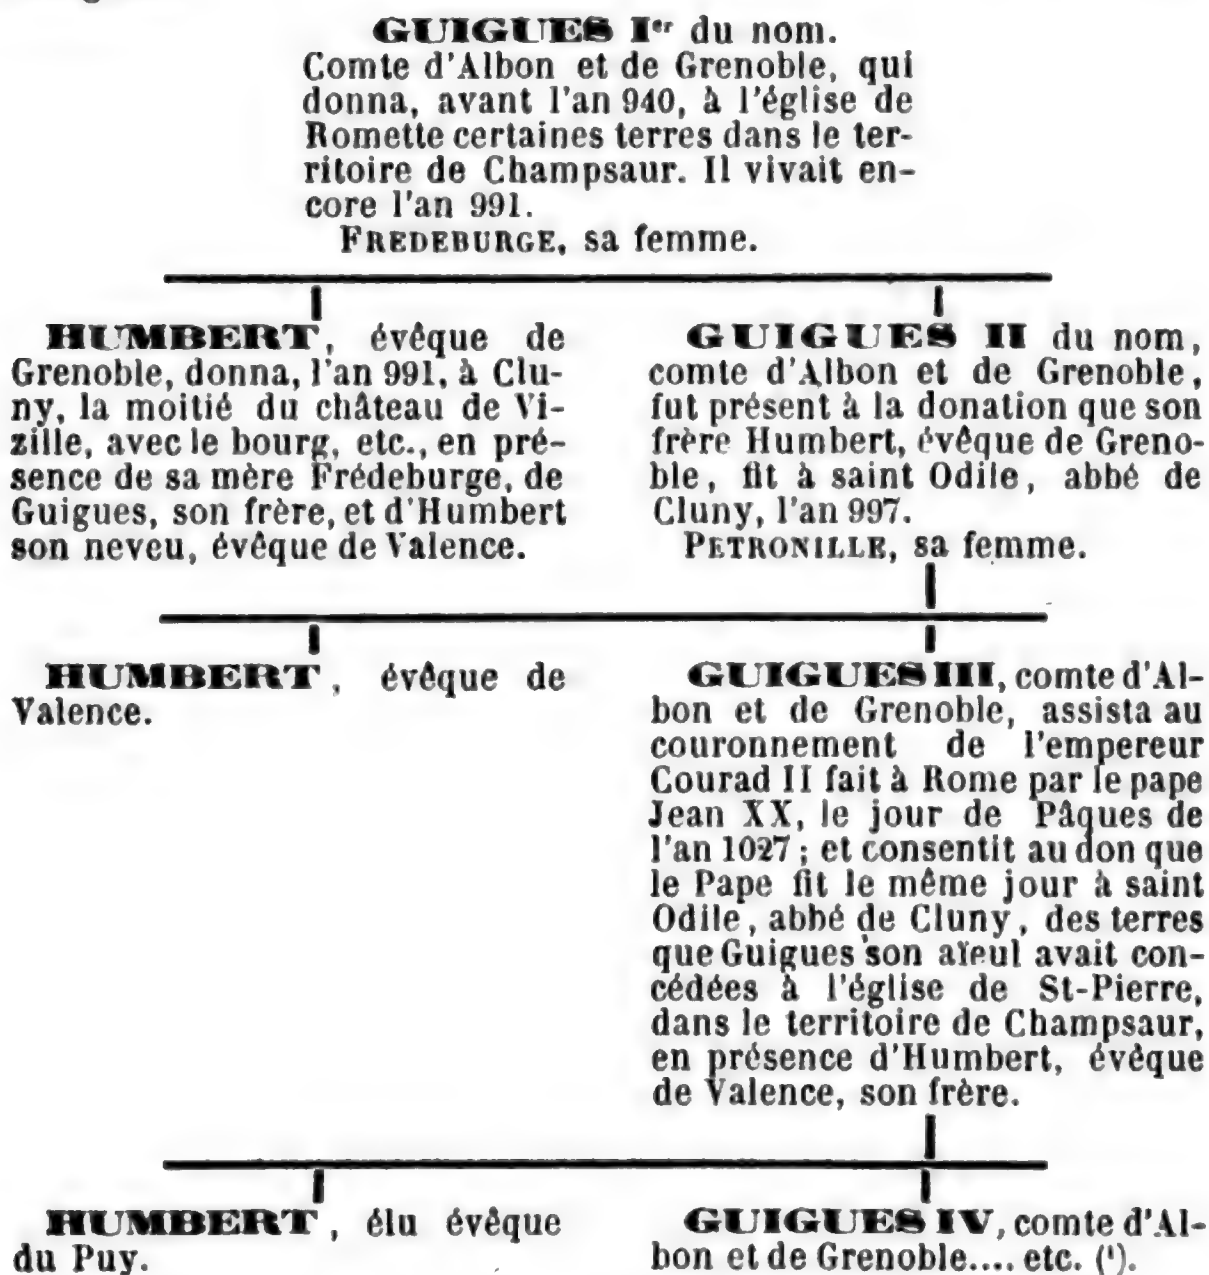 GUIGUES Ier du nom.
Comte d'Albon et de Grenoble, qui
donna, avant l'an 940, à l'église de
Romette certaines terres dans le ter-
ritoire de Champsaur. Il vivait en-
core l'an 991.
FREDEBURGE, sa femme.
HUMBERT, évêque de
Grenoble, donna, l'an 991, à Clu-
ny, la moitié du château de Vi-
zille, avec le bourg, etc., en pré-
sence de sa mère Frédeburge, de
Guigues, son frère, et d'Humbert
son neveu, évêque de Valence.
GUIGUES II du nom,
comte d'Albon et de Grenoble,
fut présent à la donation que son
frère Humbert, évêque de Greno-
ble, fit à saint Odile, abbé de
Cluny, l'an 997.
PETRONILLE, sa femme.
HUMBERT, évêque de
Valence.
GUIGUES III, comte d'Al-
bon et de Grenoble, assista au
couronnement de l'empereur
Courad II fait à Rome par le pape
Jean XX, le jour de Pâques de
l'an 1027; et consentit au don que
le Pape fit le même jour à saint
Odile, abbé de Cluny, des terres
que Guigues son aïeul avait con-
cédées à l'église de St-Pierre,
dans le territoire de Champsaur,
en présence d'Humbert, évêque
de Valence, son frère.
HUMBERT, élu évêque
du Puy.
GUIGUES IV, comte d'Al-
bon et de Grenoble.... etc. (1).